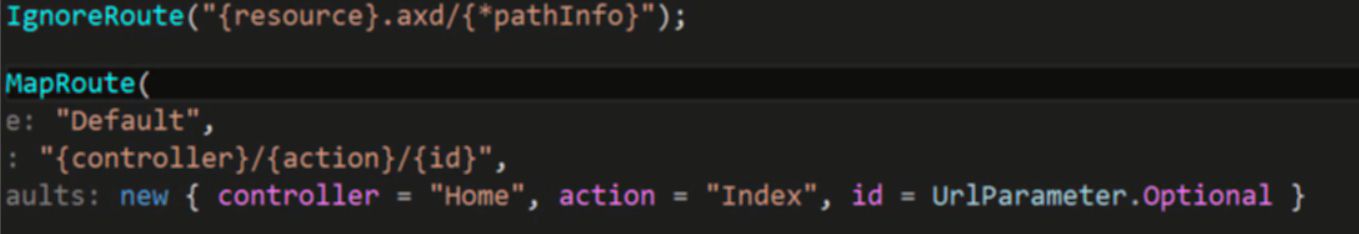 IgnoreRoute("{resource}.axd/{*pathInfo}");
MapRoute(
e: "Default",
: "{controller}/{action}/{id}",
aults: new { controller = "Home", action = "Index", id = UrlParameter.Optional }